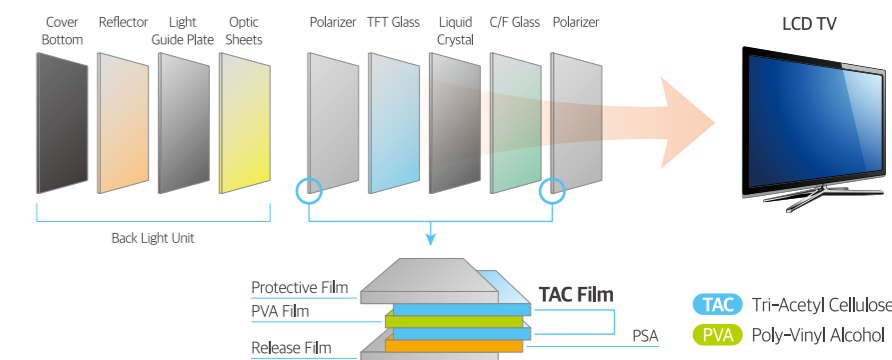 Cover
Bottom
Reflector
Light
Guide Plate
Optic
Sheets
Polarizer
TFT Glass
Liquid
Crystal
C/F Glass
Polarizer
LCD TV
Back Light Unit
Protective Film
PVA Film
Release Film
TAC Film
PSA
TAC Tri-Acetyl Cellulose
PVA Poly-Vinyl Alcohol